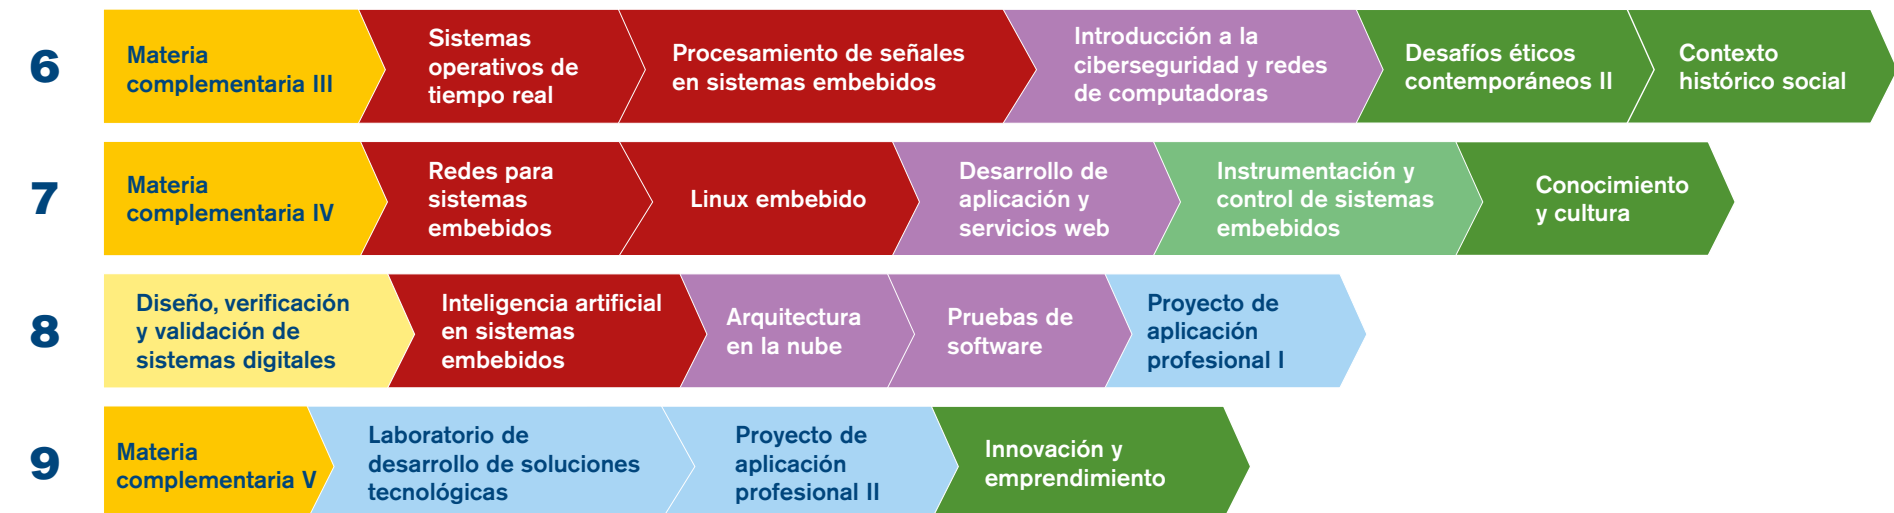 6
Materia
complementaria III
Sistemas
operativos de
tiempo real
Procesamiento de señales
en sistemas embebidos
Introducción a la
ciberseguridad y redes
de computadoras
Desafíos éticos
contemporáneos II
Contexto
histórico social
7
Materia
complementaria IV
Redes para
sistemas
embebidos
Linux embebido
Desarrollo de
aplicación y
servicios web
Instrumentación y
control de sistemas
embebidos
Conocimiento
y cultura
8
Diseño, verificación
y validación de
sistemas digitales
Inteligencia artificial
en sistemas
embebidos
Arquitectura
en la nube
Pruebas de
software
Proyecto de
aplicación
profesional I
9
Materia
complementaria V
Laboratorio de
desarrollo de soluciones
tecnológicas
Proyecto de
aplicación
profesional II
Innovación y
emprendimiento